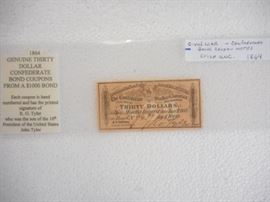 1864
GENUINE THIRTY
DOLLAR
CONFEDERATE
BOND COUPONS
FROM A $1000 BOND
Each coupon is hand
numbered and has the printed
signature of
R. O. Tyler
who was the son of the 10th
President of the United States
John Tyler
CIVIL WAR - CONFEDERATE
BOND COUPON NOTES
CRISP UNC. 1864
THIRTY DOLLARS